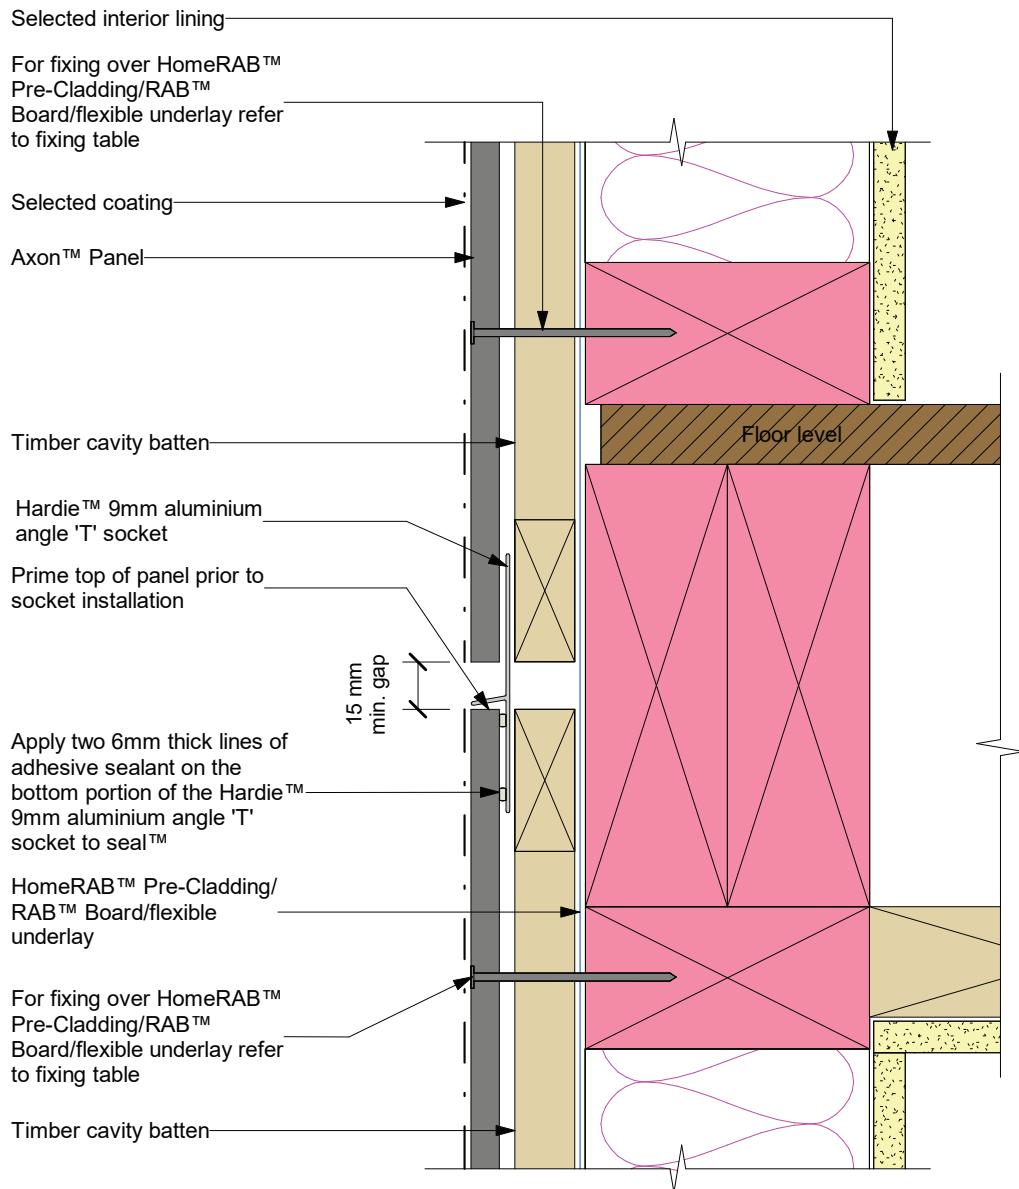 Selected interior lining
For fixing over HomeRAB™
Pre-Cladding/RAB™
Board/flexible underlay refer
to fixing table
Selected coating
Axon™ Panel
Timber cavity batten
Floor level
Hardie™ 9mm aluminium
angle 'T' socket
Prime top of panel prior to
socket installation
15 mm
min. gap
Apply two 6mm thick lines of
adhesive sealant on the
bottom portion of the Hardie™
9mm aluminium angle 'T'
socket to seal™
HomeRAB™ Pre-Cladding/
RAB™ Board/flexible
underlay
For fixing over HomeRAB™
Pre-Cladding/RAB™
Board/flexible underlay refer
to fixing table
Timber cavity batten